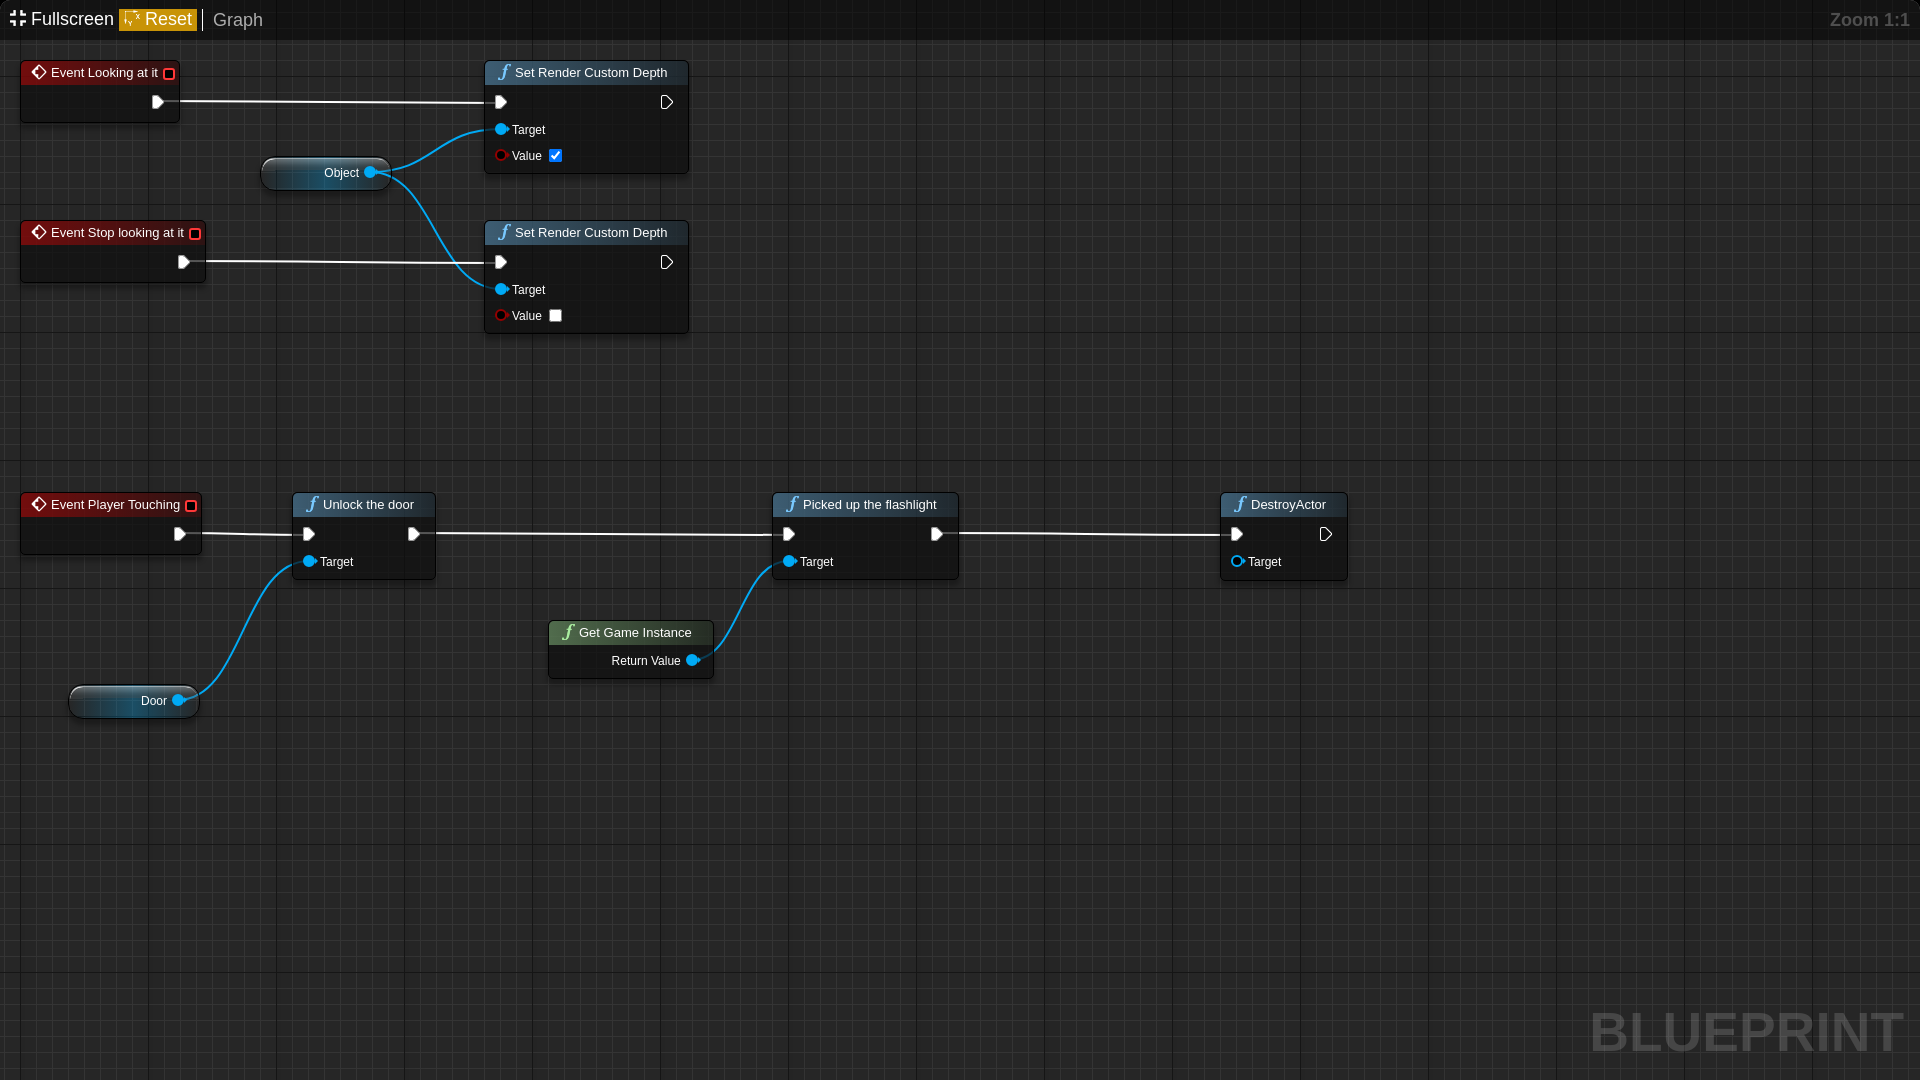 Fullscreen Reset Graph Zoom 1:1
Event Looking at it
Set Render Custom Depth
Target
Value
Object
Event Stop looking at it
Set Render Custom Depth
Target
Value
Event Player Touching
Unlock the door
Target
Picked up the flashlight
Target
DestroyActor
Target
Get Game Instance
Return Value
Door
BLUEPRINT